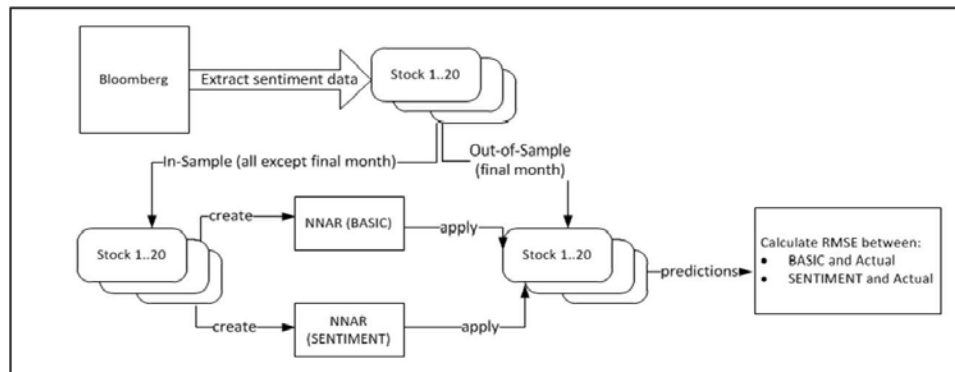 Bloomberg
Extract sentiment data
Stock 1..20
In-Sample (all except final month)
Out-of-Sample
(final month)
create
NNAR (BASIC)
apply
Stock 1..20
Stock 1..20
predictions
Calculate RMSE between:
• BASIC and Actual
• SENTIMENT and Actual
create
NNAR
(SENTIMENT)
apply